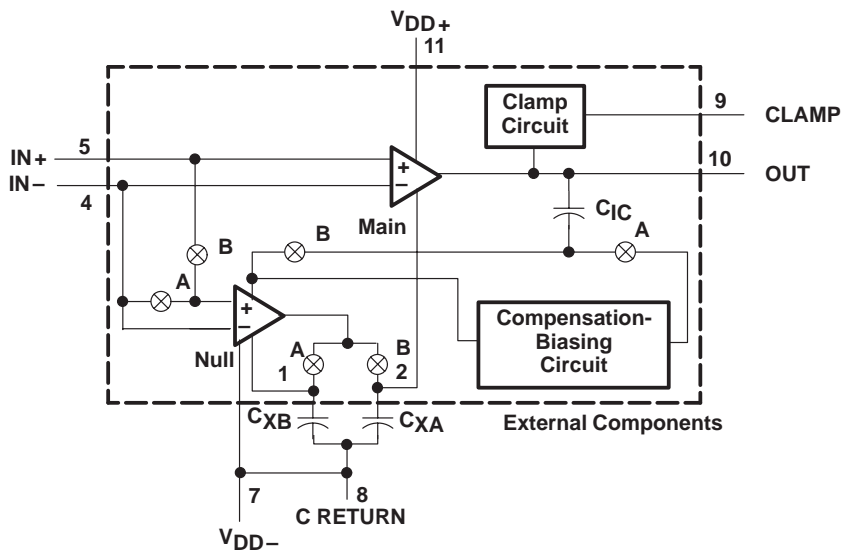 VDD+
11
Clamp
Circuit
9
CLAMP
5
IN+
10
OUT
IN−
4
+
−
Main
CIC
B
B
A
A
+
−
Null
Compensation-
Biasing
Circuit
A
1
B
2
CXB
CXA
External Components
7
8
C RETURN
VDD−